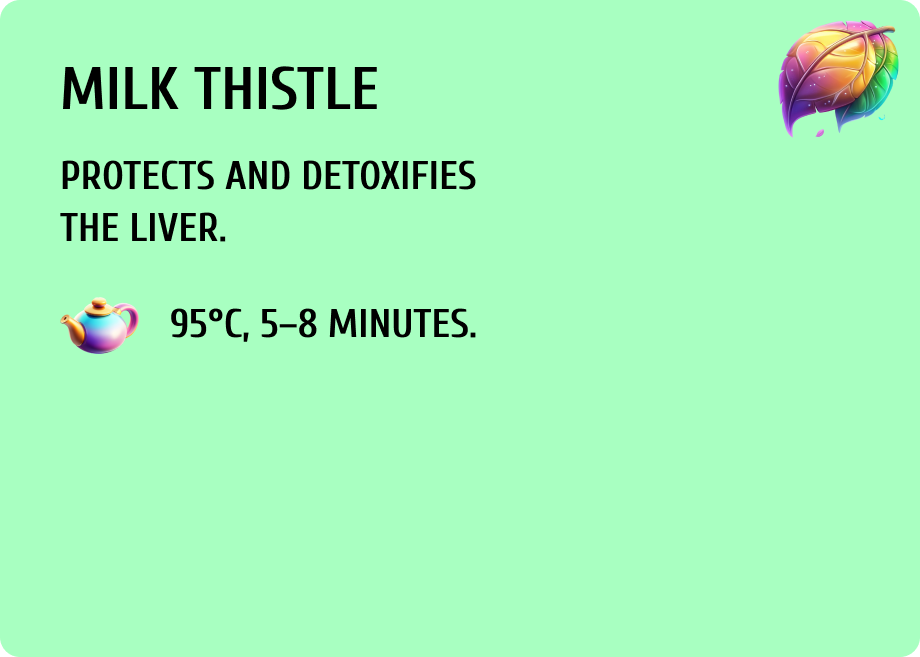 MILK THISTLE
PROTECTS AND DETOXIFIES
THE LIVER.
95°C, 5–8 MINUTES.